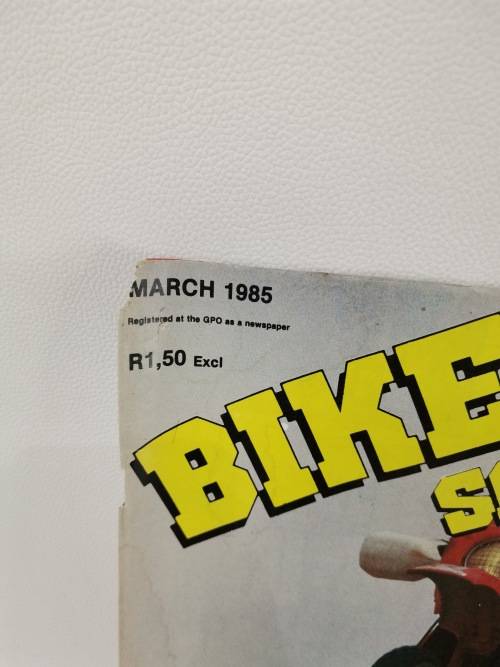 MARCH 1985
Registered at the GPO as a newspaper
R1,50 Excl
BIKE